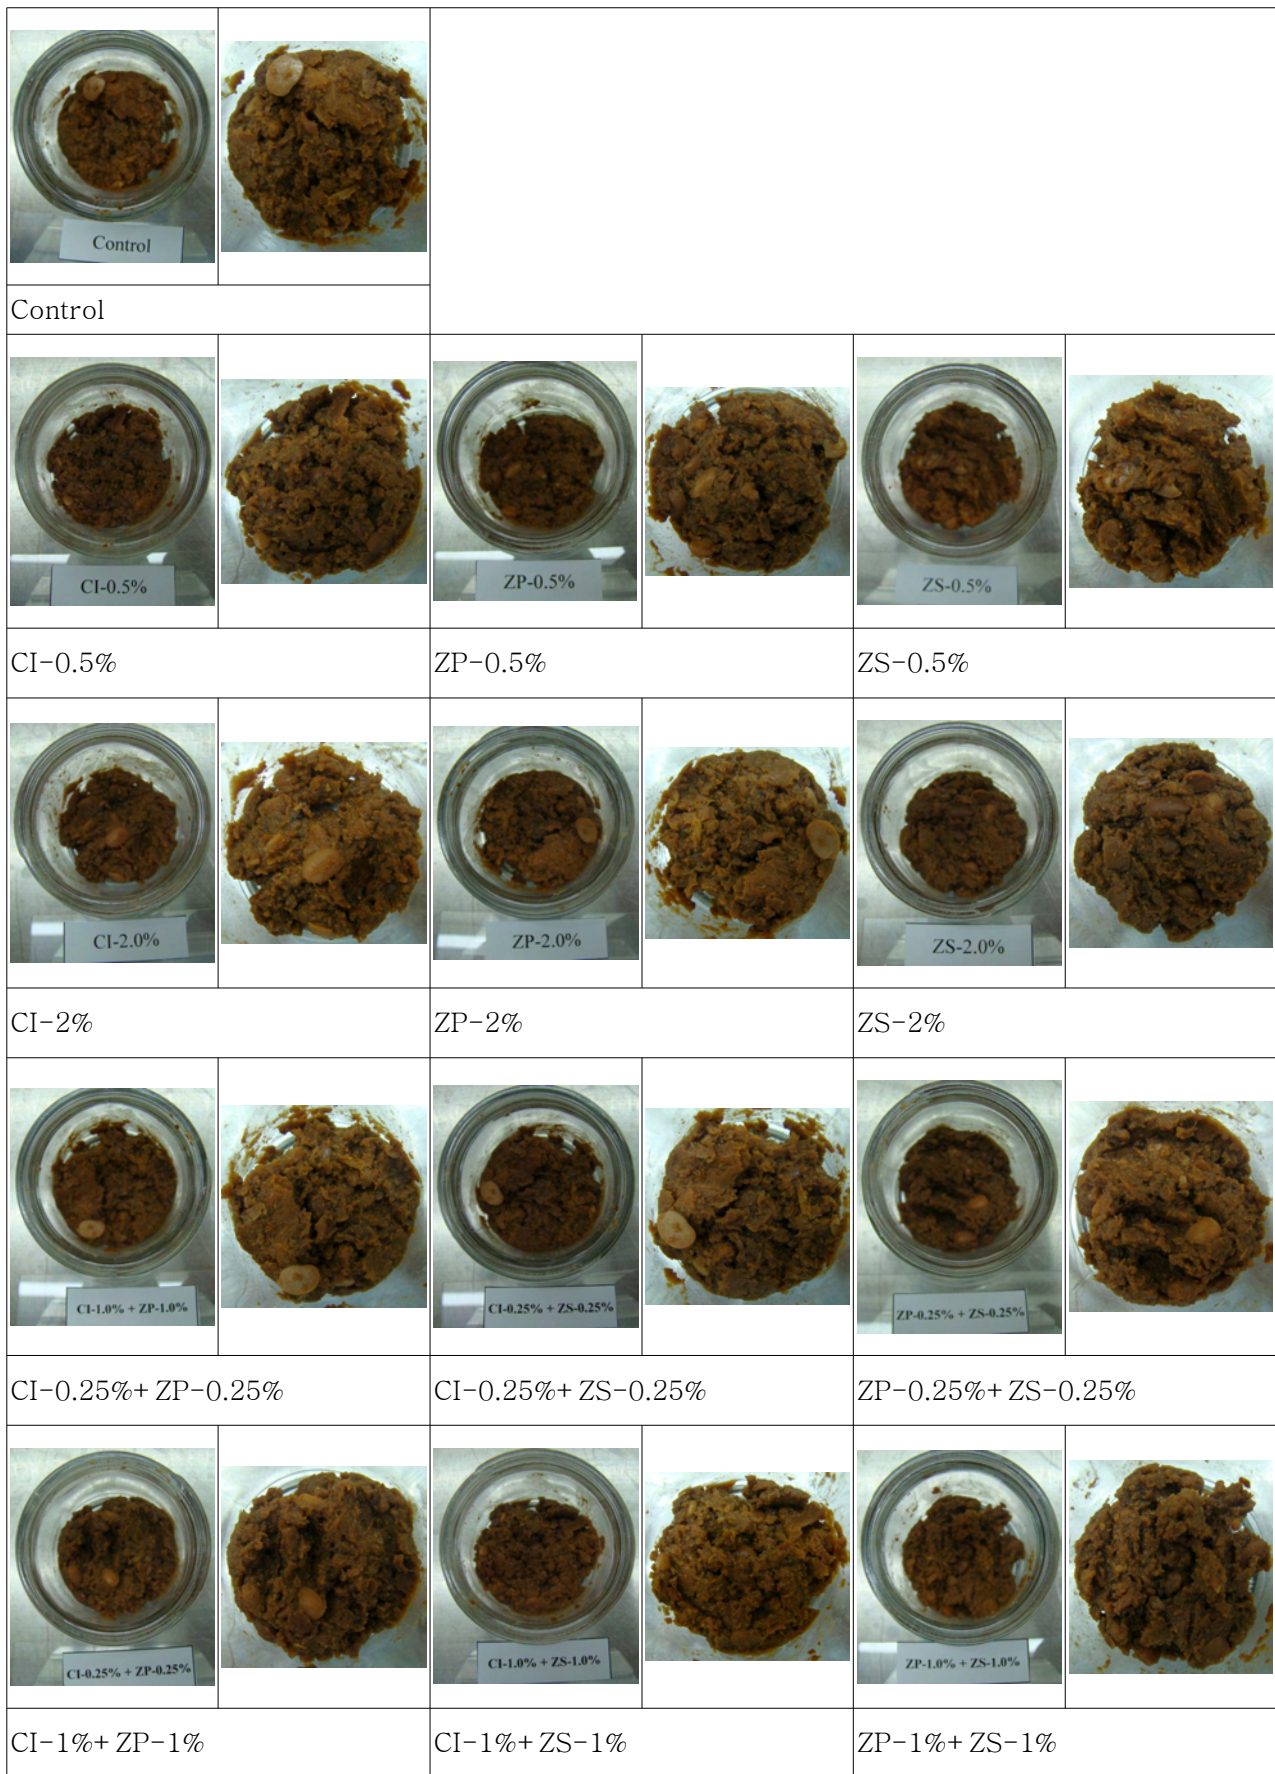 Control
Control
CI-0.5%
ZP-0.5%
ZS-0.5%
CI-0.5%
ZP-0.5%
ZS-0.5%
CI-2.0%
ZP-2.0%
ZS-2.0%
CI-2%
ZP-2%
ZS-2%
CI-1.0% + ZP-1.0%
CI-0.25% + ZS-0.25%
ZP-0.25% + ZS-0.25%
CI-0.25%+ ZP-0.25%
CI-0.25%+ ZS-0.25%
ZP-0.25%+ ZS-0.25%
CI-0.25% + ZP-0.25%
CI-1.0% + ZS-1.0%
ZP-1.0% + ZS-1.0%
CI-1%+ ZP-1%
CI-1%+ ZS-1%
ZP-1%+ ZS-1%